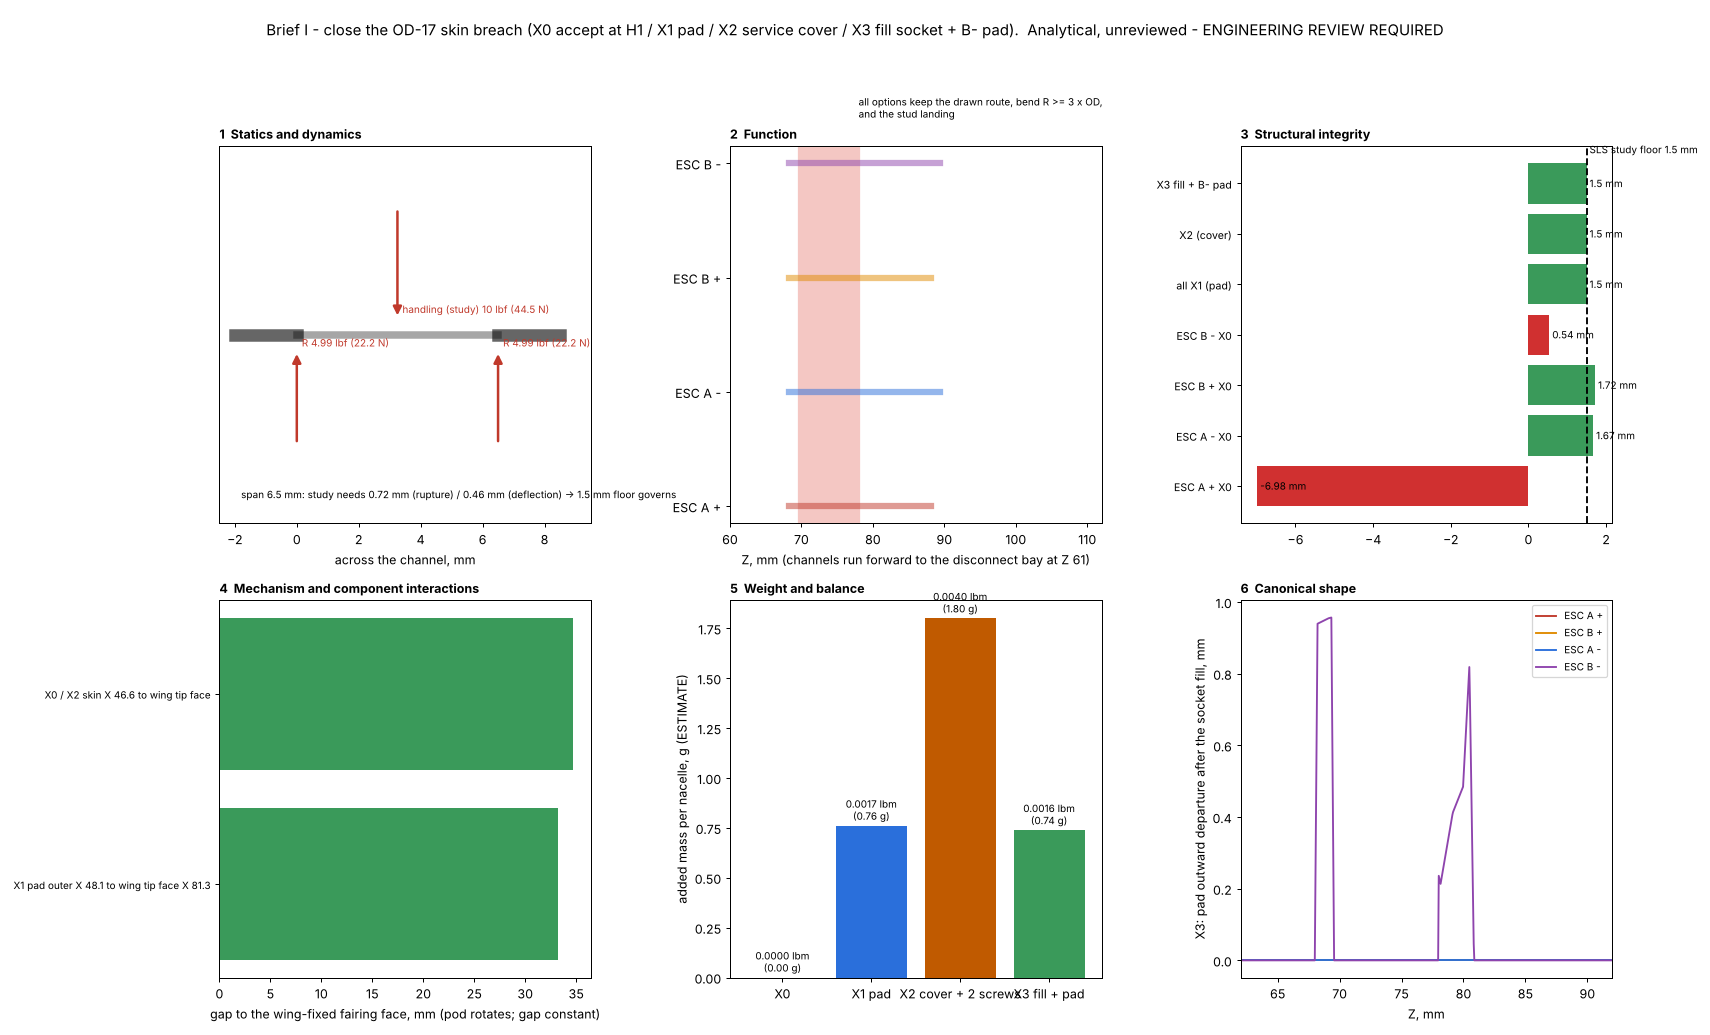 Brief I - close the OD-17 skin breach (X0 accept at H1 / X1 pad / X2 service cover / X3 fill socket + B- pad).  Analytical, unreviewed - ENGINEERING REVIEW REQUIRED
1 Statics and dynamics
handling (study) 10 lbf (44.5 N)
R 4.99 lbf (22.2 N)
R 4.99 lbf (22.2 N)
span 6.5 mm: study needs 0.72 mm (rupture) / 0.46 mm (deflection) → 1.5 mm floor governs
−2 0 2 4 6 8
across the channel, mm
all options keep the drawn route, bend R >= 3 x OD,
and the stud landing
2 Function
ESC B -
ESC B +
ESC A -
ESC A +
60 70 80 90 100 110
Z, mm (channels run forward to the disconnect bay at Z 61)
3 Structural integrity
SLS study floor 1.5 mm
X3 fill + B- pad
1.5 mm
X2 (cover)
1.5 mm
all X1 (pad)
1.5 mm
ESC B - X0
0.54 mm
ESC B + X0
1.72 mm
ESC A - X0
1.67 mm
ESC A + X0
-6.98 mm
−6 −4 −2 0 2
4 Mechanism and component interactions
X0 / X2 skin X 46.6 to wing tip face
X1 pad outer X 48.1 to wing tip face X 81.3
0 5 10 15 20 25 30 35
gap to the wing-fixed fairing face, mm (pod rotates; gap constant)
5 Weight and balance
added mass per nacelle, g (ESTIMATE)
1.75
1.50
1.25
1.00
0.75
0.50
0.25
0.00
0.0000 lbm
(0.00 g)
0.0017 lbm
(0.76 g)
0.0040 lbm
(1.80 g)
0.0016 lbm
(0.74 g)
X0
X1 pad
X2 cover + 2 screws
X3 fill + pad
6 Canonical shape
X3: pad outward departure after the socket fill, mm
1.0
0.8
0.6
0.4
0.2
0.0
ESC A +
ESC B +
ESC A -
ESC B -
65 70 75 80 85 90
Z, mm